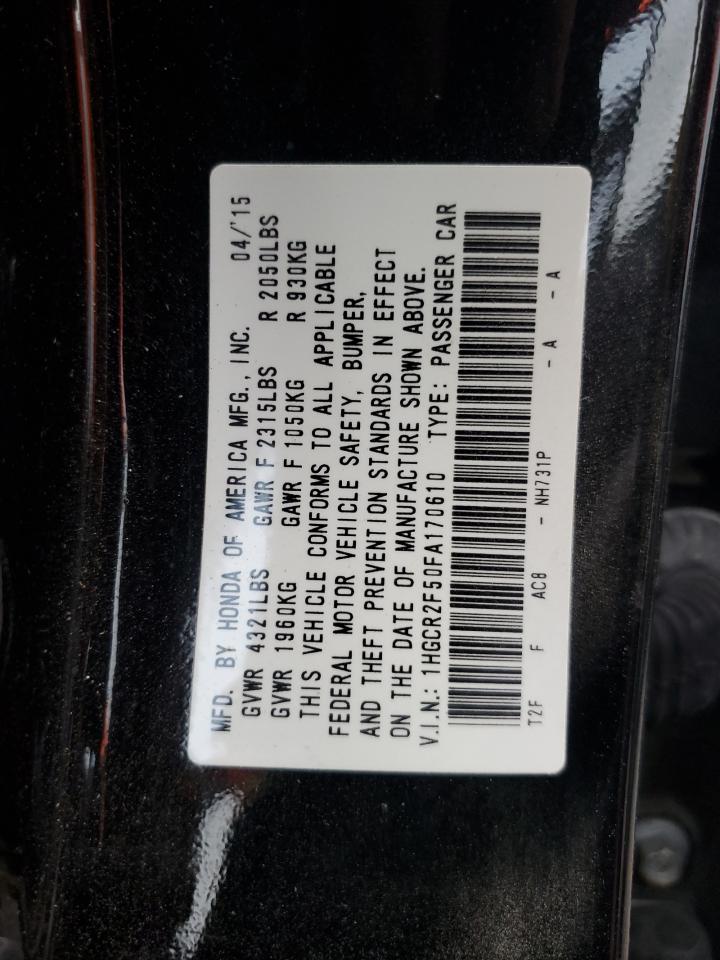 MFD. BY HONDA OF AMERICA MFG., INC. 04/'15
GVWR 4321LBS GAWR F 2315LBS R 2050LBS
GVWR 1960KG GAWR F 1050KG R 930KG
THIS VEHICLE CONFORMS TO ALL APPLICABLE
FEDERAL MOTOR VEHICLE SAFETY, BUMPER,
AND THEFT PREVENTION STANDARDS IN EFFECT
ON THE DATE OF MANUFACTURE SHOWN ABOVE.
V.I.N.: 1HGCR2F50FA170610 TYPE: PASSENGER CAR
T2F F AC8 - NH731P - A - A